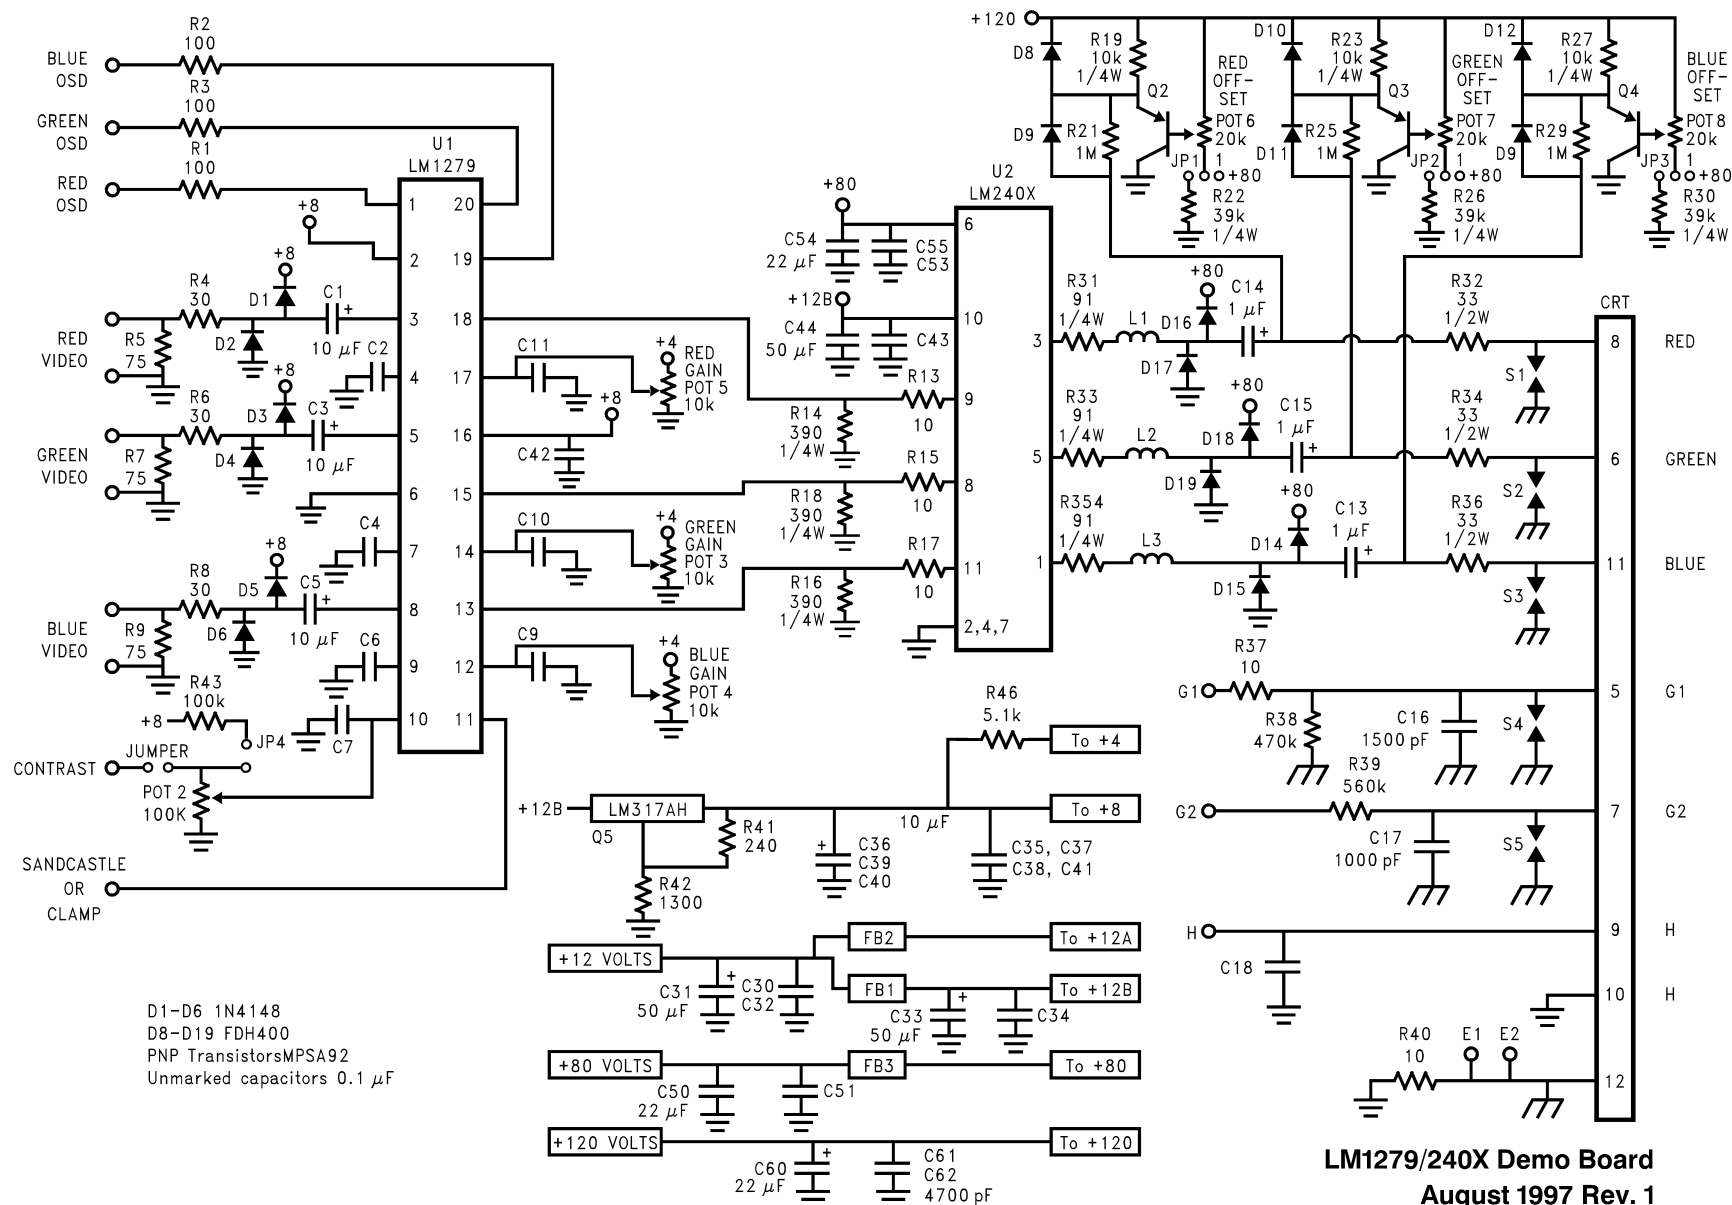 R2
100
BLUE
OSD
R3
100
GREEN
OSD
R1
100
RED
OSD
U1
LM1279
1
20
+8
2
19
R4
30
D1
+8
C1
+
3
18
RED
VIDEO
R5
75
D2
10 µF
C2
4
17
C11
+4
RED
GAIN
POT 5
10k
R6
30
D3
+8
C3
+
5
16
+8
C42
GREEN
VIDEO
R7
75
D4
10 µF
6
15
C4
7
14
C10
+4
GREEN
GAIN
POT 3
10k
R8
30
D5
+8
C5
+
8
13
BLUE
VIDEO
R9
75
D6
10 µF
C6
9
12
C9
+4
BLUE
GAIN
POT 4
10k
R43
100k
+8
JP4
C7
10
11
JUMPER
CONTRAST
POT 2
100K
SANDCASTLE
OR
CLAMP
+120
D8
R19
10k
1/4W
Q2
RED
OFF-
SET
POT6
20k
D9
R21
1M
JP1
1
+80
R22
39k
1/4W
D10
R23
10k
1/4W
Q3
GREEN
OFF-
SET
POT7
20k
D11
R25
1M
JP2
1
+80
R26
39k
1/4W
D12
R27
10k
1/4W
Q4
BLUE
OFF-
SET
POT8
20k
D9
R29
1M
JP3
1
+80
R30
39k
1/4W
U2
LM240X
+80
6
C54
22 µF
C55
C53
+12B
10
C44
50 µF
C43
R13
10
9
R14
390
1/4W
R15
10
8
R18
390
1/4W
R17
10
11
R16
390
1/4W
2,4,7
3
R31
91
1/4W
L1
D16
+80
D17
C14
1 µF
+
R32
33
1/2W
CRT
8
RED
S1
5
R33
91
1/4W
L2
D18
+80
D19
C15
1 µF
+
R34
33
1/2W
6
GREEN
S2
1
R354
91
1/4W
L3
D14
+80
D15
C13
1 µF
+
R36
33
1/2W
11
BLUE
S3
G1
R37
10
R38
470k
C16
1500 pF
S4
5
G1
G2
R39
560k
C17
1000 pF
S5
7
G2
H
C18
9
H
10
H
R40
10
E1
E2
12
R46
5.1k
To +4
+12B
LM317AH
Q5
R41
240
R42
1300
10 µF
To +8
+
C36
C39
C40
C35, C37
C38, C41
+12 VOLTS
FB2
To +12A
+
C31
50 µF
C30
C32
FB1
To +12B
C33
50 µF
+
C34
+80 VOLTS
FB3
To +80
C50
22 µF
C51
+120 VOLTS
To +120
C60
22 µF
+
C61
C62
4700 pF
D1-D6 1N4148
D8-D19 FDH400
PNP TransistorsMPSA92
Unmarked capacitors 0.1 µF
LM1279/240X Demo Board
August 1997 Rev. 1